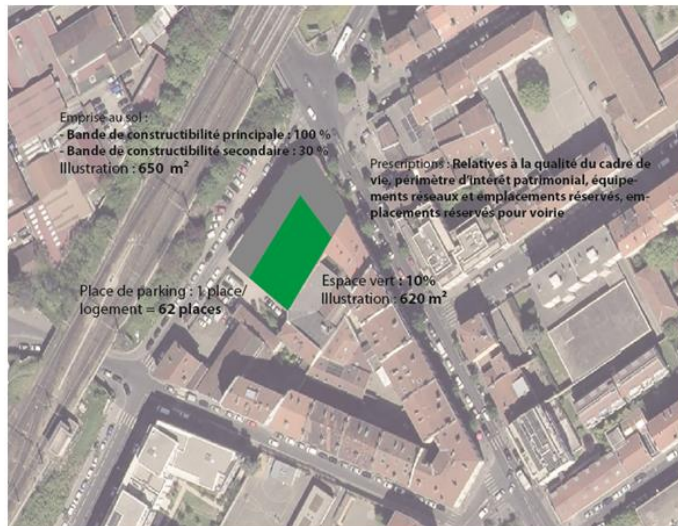 Emprise au sol :
- Bande de constructibilité principale : 100 %
- Bande de constructibilité secondaire : 30 %
Illustration : 650 m²
Prescriptions : Relatives à la qualité du cadre de
vie, périmètre d'intérêt patrimonial, équipe-
ments réseaux et emplacements réservés, em-
placements réservés pour voirie
Place de parking : 1 place/
logement = 62 places
Espace vert : 10%
Illustration : 620 m²